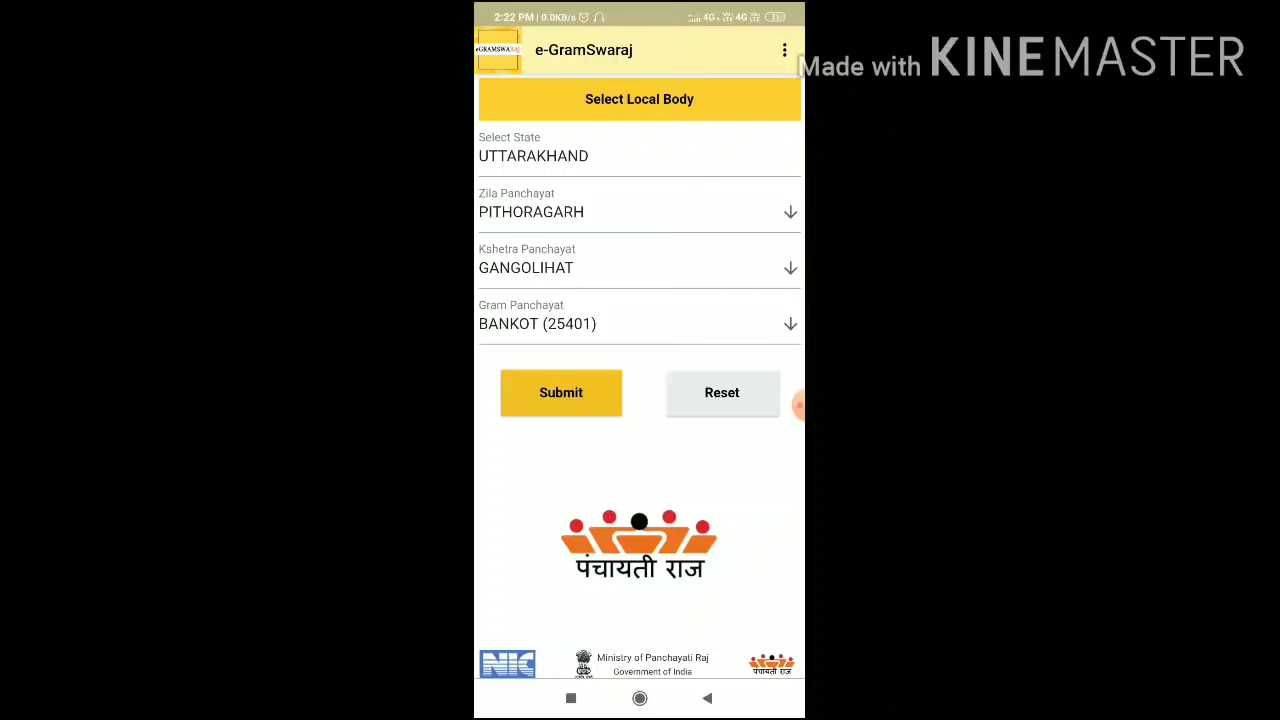 2:22 PM | 0.0KB/s
4G+ 4G
Made with KINEMASTER
eGRAMSWARAJ
e-GramSwaraj
Select Local Body
Select State
UTTARAKHAND
Zila Panchayat
PITHORAGARH
Kshetra Panchayat
GANGOLIHAT
Gram Panchayat
BANKOT (25401)
Submit Reset
पंचायती राज
NIC
Ministry of Panchayati Raj
Government of India
पंचायती राज